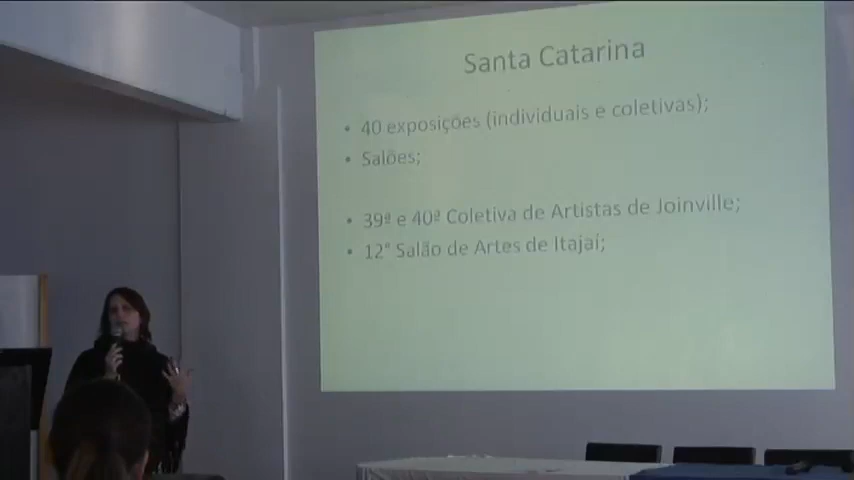 Santa Catarina
• 40 exposições (individuais e coletivas);
• Salões;
• 39ª e 40ª Coletiva de Artistas de Joinville;
• 12° Salão de Artes de Itajaí;